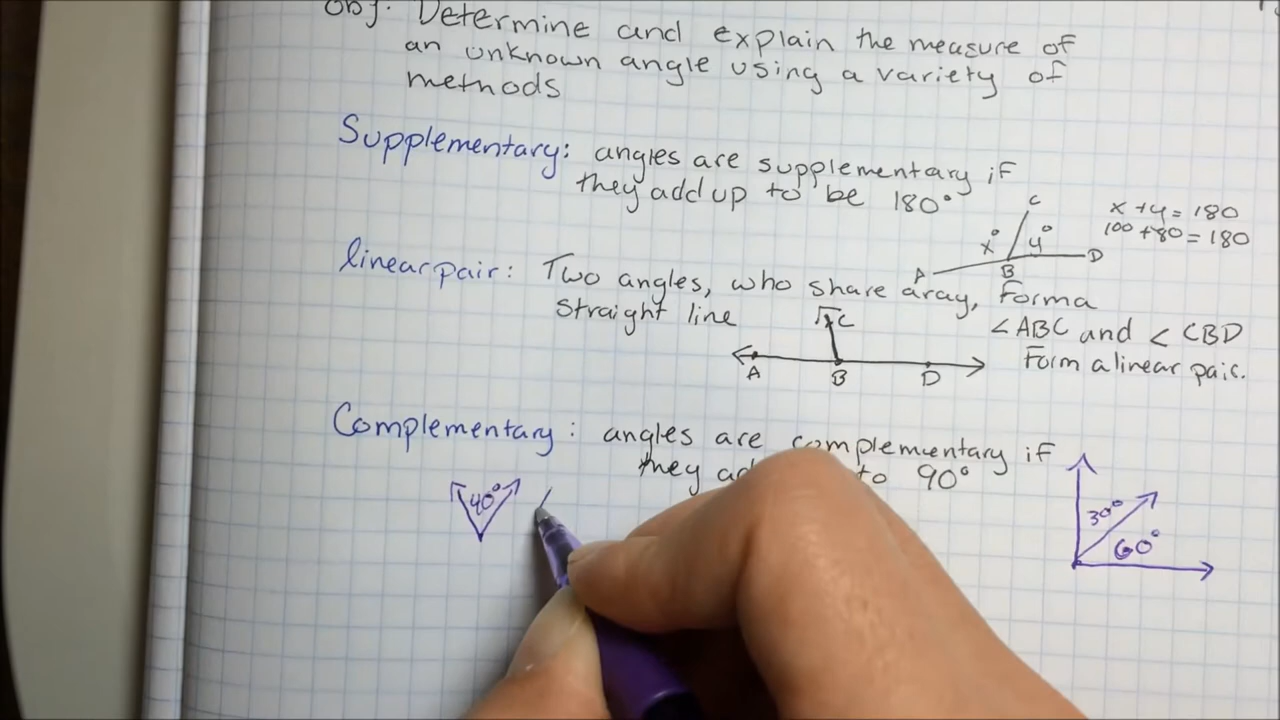 Obj. Determine and explain the measure of
an unknown angle using a variety of
methods
Supplementary: angles are supplementary if
they add up to be 180°
C
x° y°
A B D
x + y = 180
100 + 80 = 180
linear pair: Two angles, who share a ray, form a
straight line
C
A B D
∠ABC and ∠CBD
Form a linear pair.
Complementary: angles are complementary if
they to 90°
40°
30°
60°